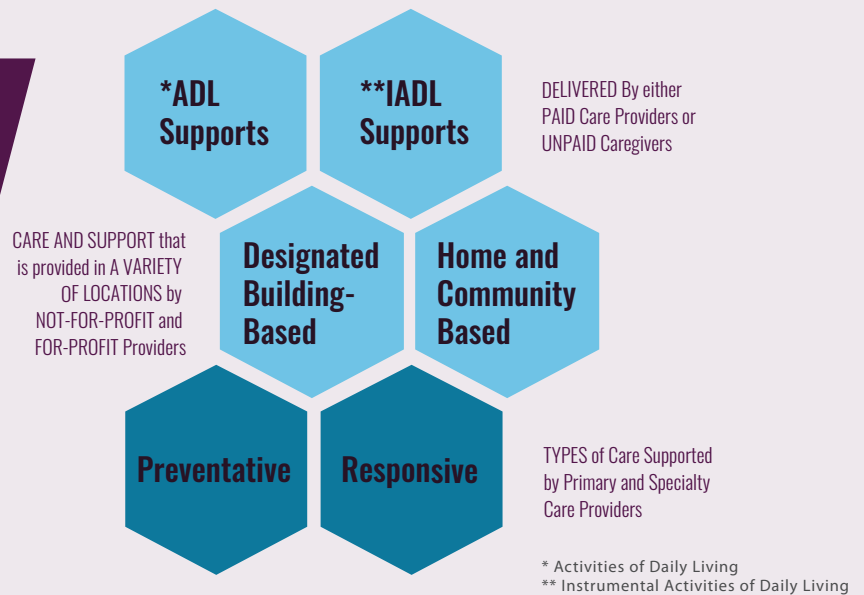 *ADL
Supports
**IADL
Supports
DELIVERED By either
PAID Care Providers or
UNPAID Caregivers
CARE AND SUPPORT that
is provided in A VARIETY
OF LOCATIONS by
NOT-FOR-PROFIT and
FOR-PROFIT Providers
Designated
Building-
Based
Home and
Community
Based
Preventative
Responsive
TYPES of Care Supported
by Primary and Specialty
Care Providers
* Activities of Daily Living
** Instrumental Activities of Daily Living